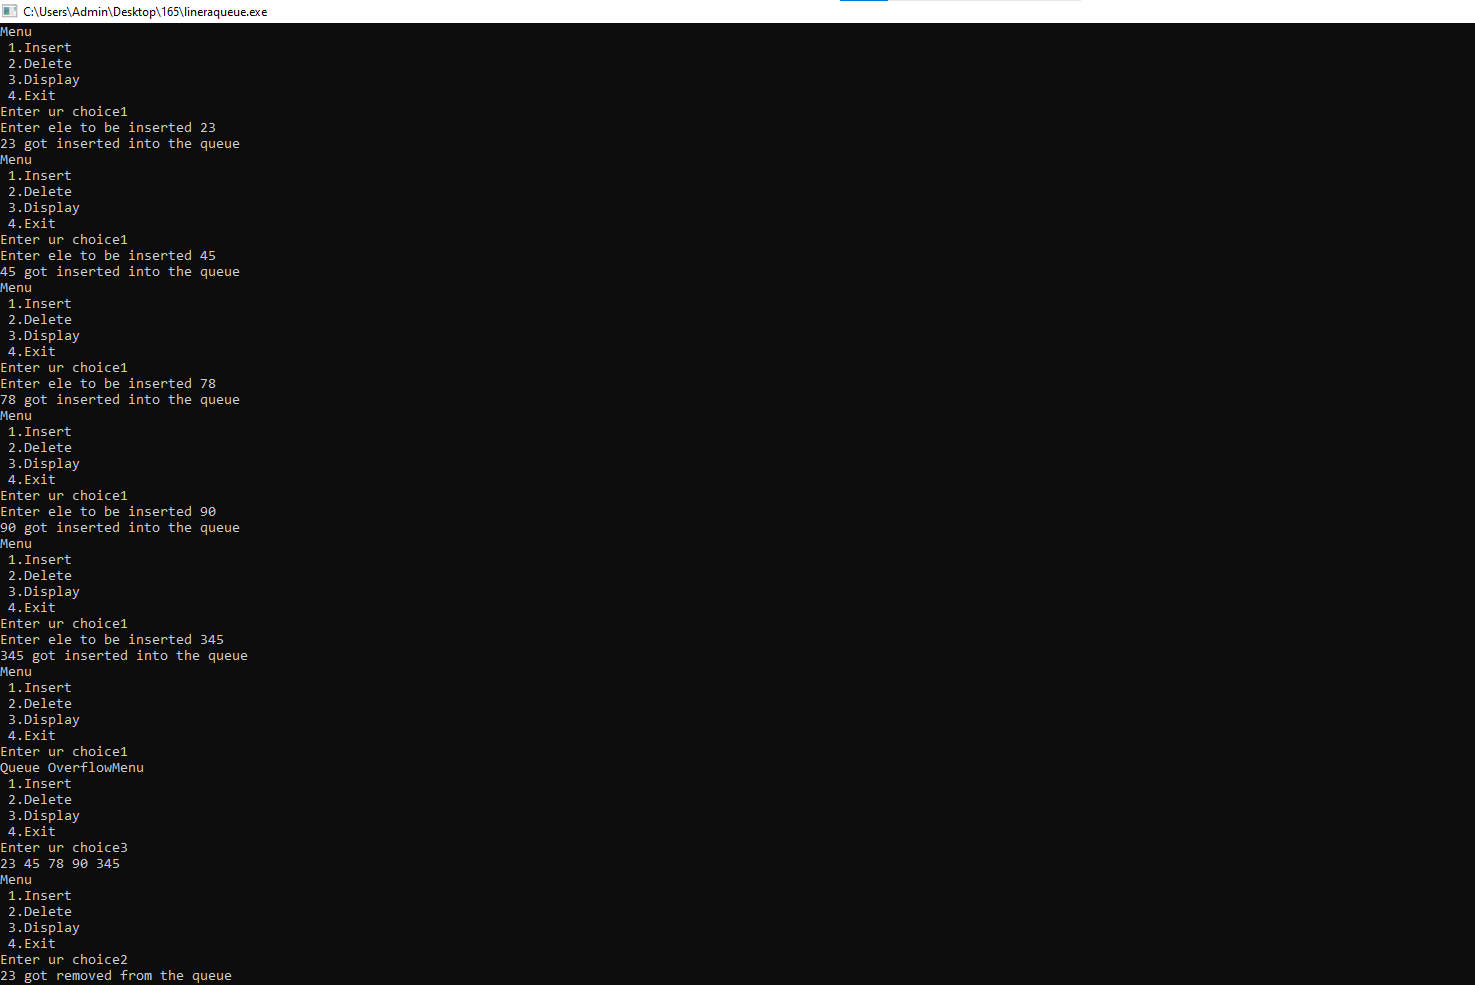 C:\Users\Admin\Desktop\165\lineraqueue.exe
Menu
 1.Insert
 2.Delete
 3.Display
 4.Exit
Enter ur choice1
Enter ele to be inserted 23
23 got inserted into the queue
Menu
 1.Insert
 2.Delete
 3.Display
 4.Exit
Enter ur choice1
Enter ele to be inserted 45
45 got inserted into the queue
Menu
 1.Insert
 2.Delete
 3.Display
 4.Exit
Enter ur choice1
Enter ele to be inserted 78
78 got inserted into the queue
Menu
 1.Insert
 2.Delete
 3.Display
 4.Exit
Enter ur choice1
Enter ele to be inserted 90
90 got inserted into the queue
Menu
 1.Insert
 2.Delete
 3.Display
 4.Exit
Enter ur choice1
Enter ele to be inserted 345
345 got inserted into the queue
Menu
 1.Insert
 2.Delete
 3.Display
 4.Exit
Enter ur choice1
Queue OverflowMenu
 1.Insert
 2.Delete
 3.Display
 4.Exit
Enter ur choice3
23 45 78 90 345
Menu
 1.Insert
 2.Delete
 3.Display
 4.Exit
Enter ur choice2
23 got removed from the queue